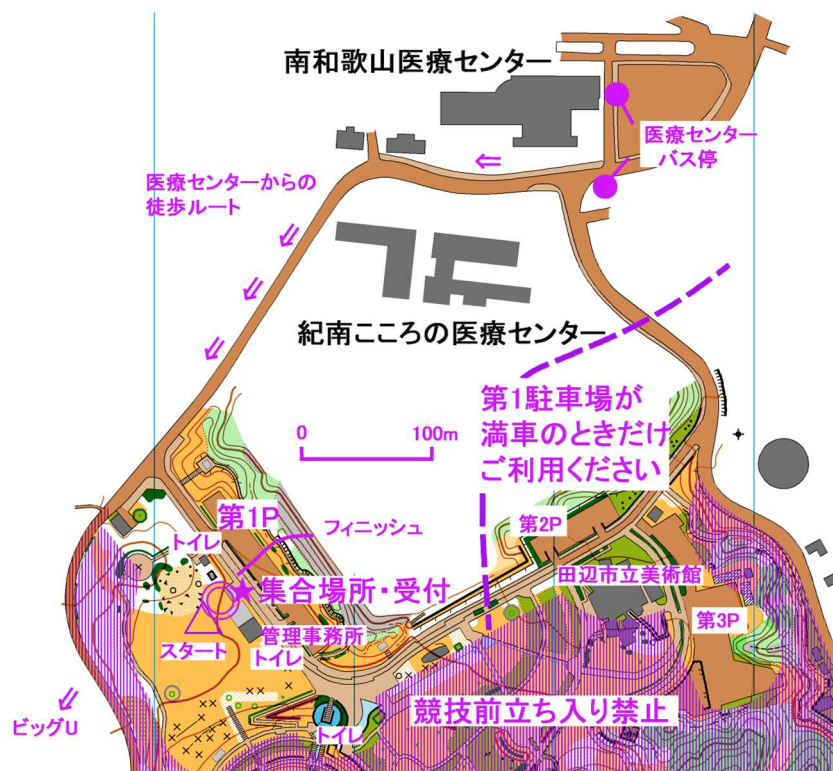 南和歌山医療センター
医療センター
バス停
医療センターからの
徒歩ルート
紀南こころの医療センター
第1駐車場が
満車のときだけ
ご利用ください
0 100m
第1P
フィニッシュ
第2P
トイレ
田辺市立美術館
集合場所・受付
第3P
管理事務所
スタート
トイレ
競技前立ち入り禁止
ビッグU
トイレ